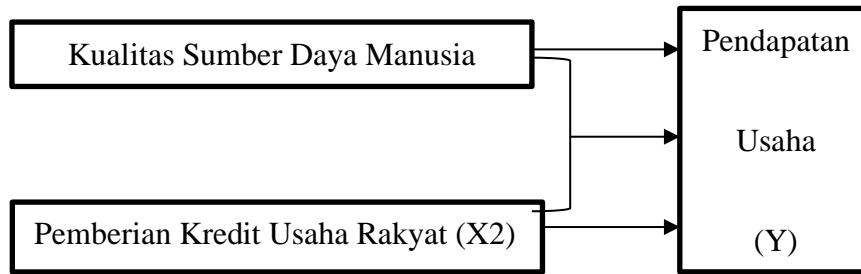 Kualitas Sumber Daya Manusia
Pemberian Kredit Usaha Rakyat (X2)
Pendapatan
Usaha
(Y)